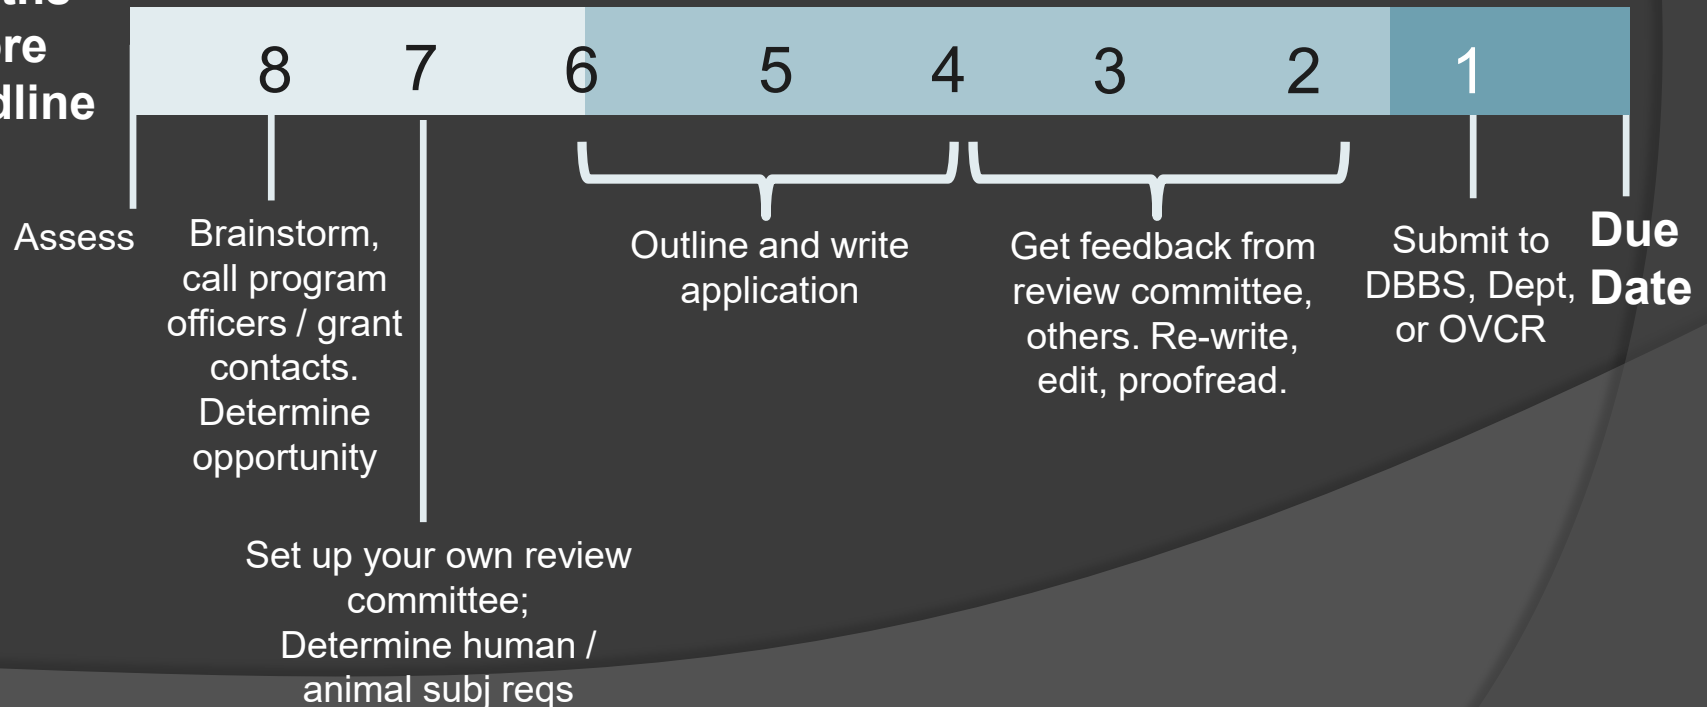 dline
8 7 6 5 4 3 2 1
Assess
Brainstorm,
call program
officers / grant
contacts.
Determine
opportunity
Set up your own review
committee;
Determine human /
animal subj reqs
Outline and write
application
Get feedback from
review committee,
others. Re-write,
edit, proofread.
Submit to
DBBS, Dept,
or OVCR
Due
Date